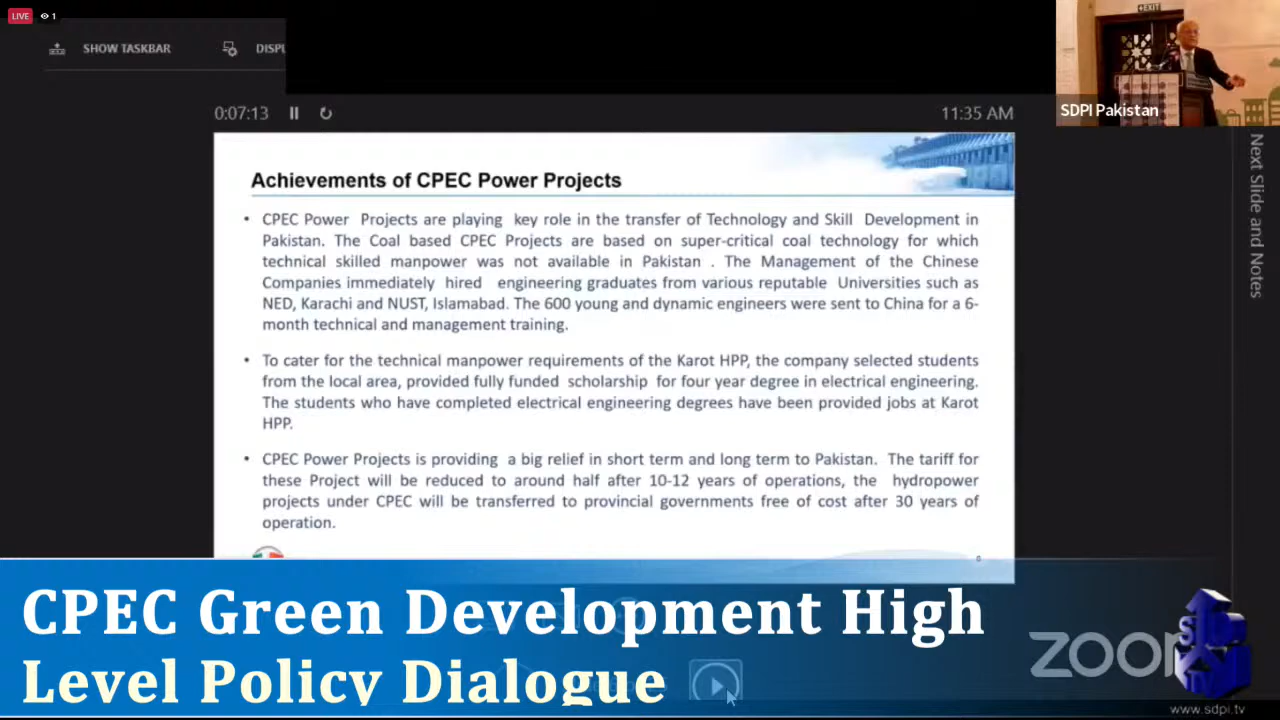 LIVE 1
SHOW TASKBAR
0:07:13
11:35 AM
EXIT
SDPI Pakistan
Next Slide and Notes
Achievements of CPEC Power Projects
• CPEC Power Projects are playing key role in the transfer of Technology and Skill Development in
Pakistan. The Coal based CPEC Projects are based on super-critical coal technology for which
technical skilled manpower was not available in Pakistan . The Management of the Chinese
Companies immediately hired engineering graduates from various reputable Universities such as
NED, Karachi and NUST, Islamabad. The 600 young and dynamic engineers were sent to China for a 6-
month technical and management training.
• To cater for the technical manpower requirements of the Karot HPP, the company selected students
from the local area, provided fully funded scholarship for four year degree in electrical engineering.
The students who have completed electrical engineering degrees have been provided jobs at Karot
HPP.
• CPEC Power Projects is providing a big relief in short term and long term to Pakistan. The tariff for
these Project will be reduced to around half after 10-12 years of operations, the hydropower
projects under CPEC will be transferred to provincial governments free of cost after 30 years of
operation.
CPEC Green Development High
Level Policy Dialogue
zoom
www.sdpi.tv